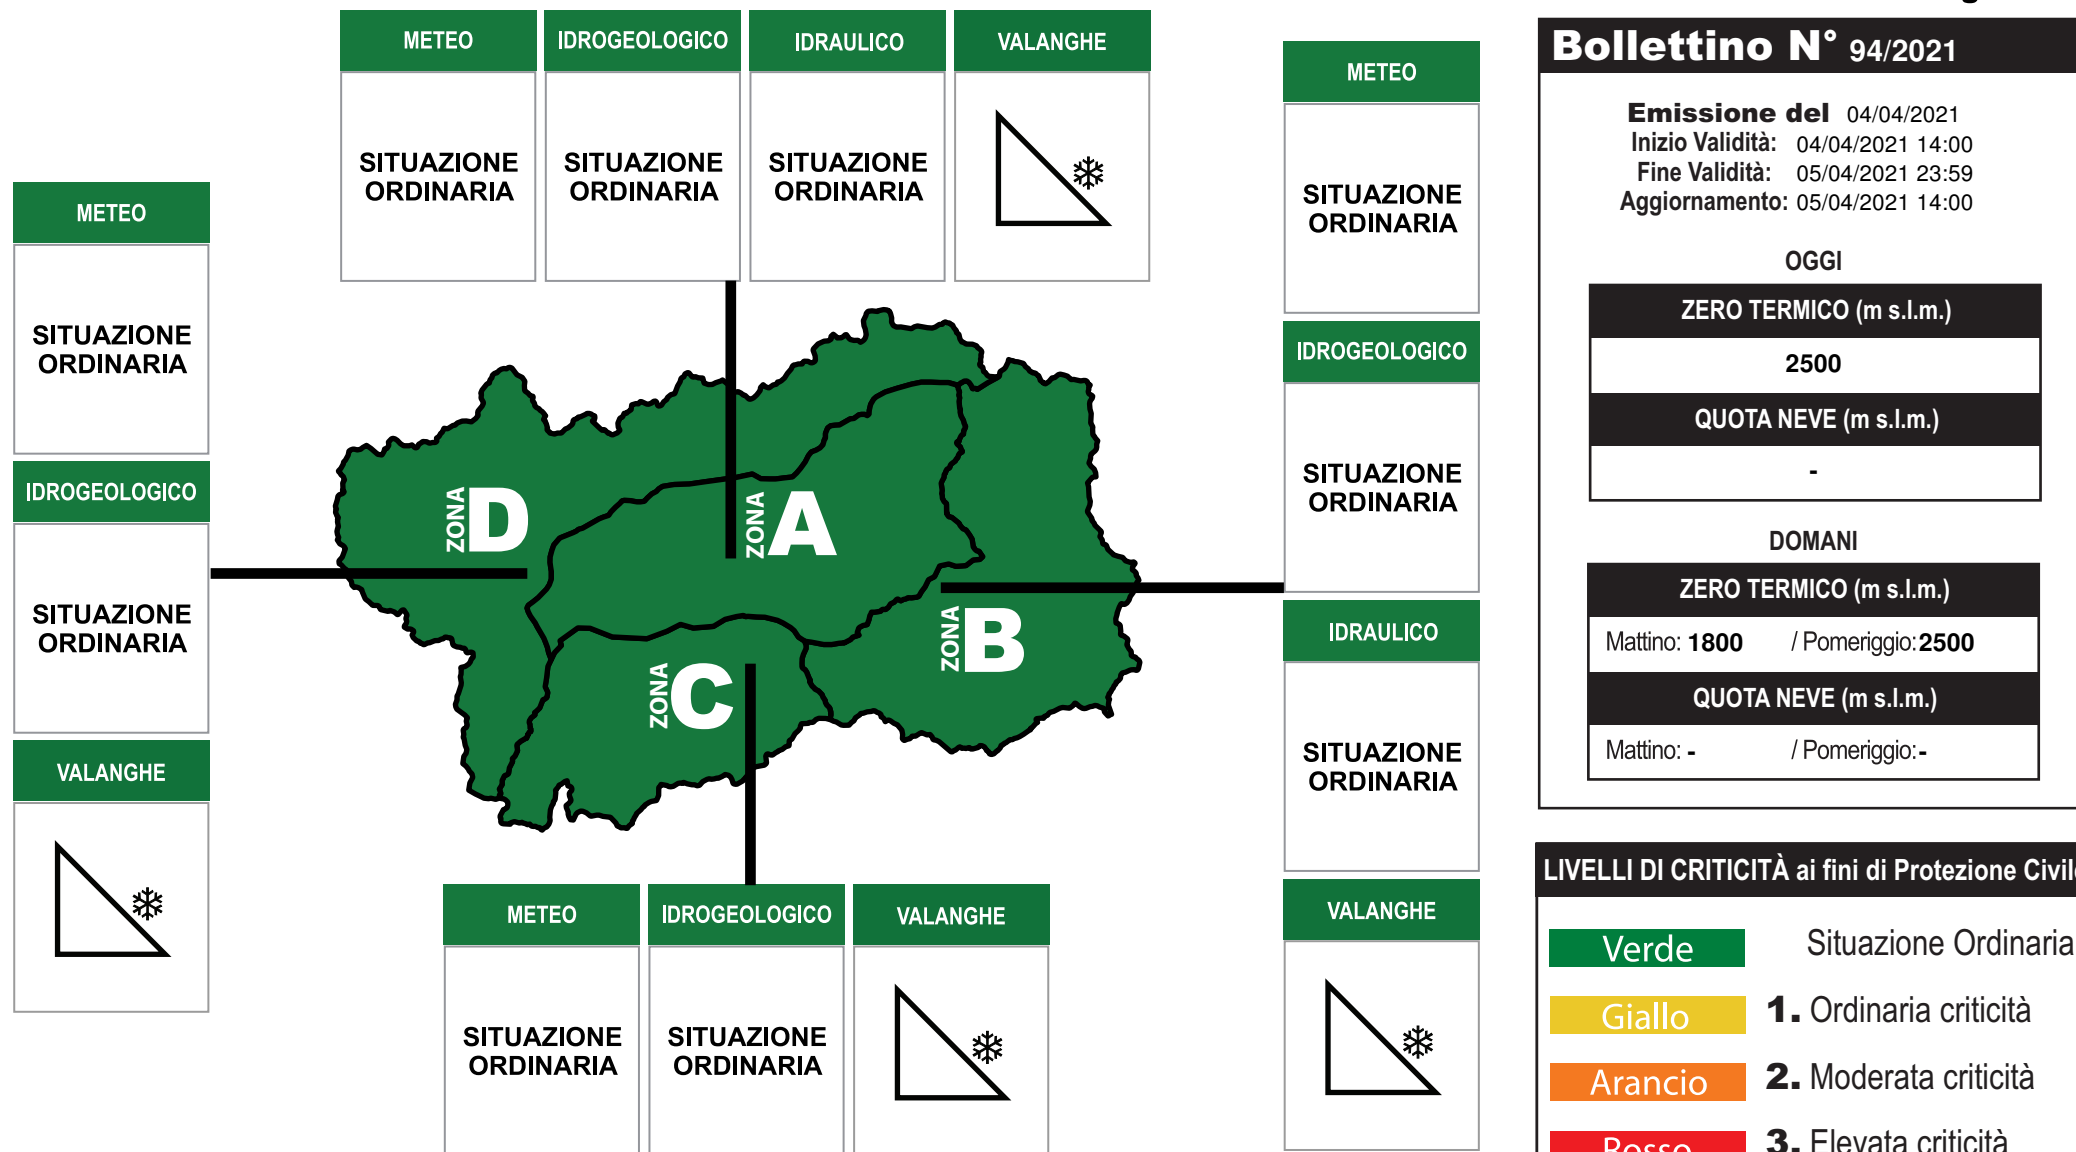 METEO
IDROGEOLOGICO
IDRAULICO
VALANGHE
SITUAZIONE
ORDINARIA
SITUAZIONE
ORDINARIA
SITUAZIONE
ORDINARIA
METEO
SITUAZIONE
ORDINARIA
IDROGEOLOGICO
SITUAZIONE
ORDINARIA
VALANGHE
ZONA D
ZONA A
ZONA B
ZONA C
METEO
SITUAZIONE
ORDINARIA
IDROGEOLOGICO
SITUAZIONE
ORDINARIA
IDRAULICO
SITUAZIONE
ORDINARIA
VALANGHE
METEO
IDROGEOLOGICO
VALANGHE
SITUAZIONE
ORDINARIA
SITUAZIONE
ORDINARIA
Bollettino N° 94/2021
Emissione del 04/04/2021
Inizio Validità: 04/04/2021 14:00
Fine Validità: 05/04/2021 23:59
Aggiornamento: 05/04/2021 14:00
OGGI
ZERO TERMICO (m s.l.m.)
2500
QUOTA NEVE (m s.l.m.)
-
DOMANI
ZERO TERMICO (m s.l.m.)
Mattino: 1800 / Pomeriggio: 2500
QUOTA NEVE (m s.l.m.)
Mattino: - / Pomeriggio: -
LIVELLI DI CRITICITÀ ai fini di Protezione Civile
Verde Situazione Ordinaria
Giallo 1. Ordinaria criticità
Arancio 2. Moderata criticità
Rosso 3. Elevata criticità